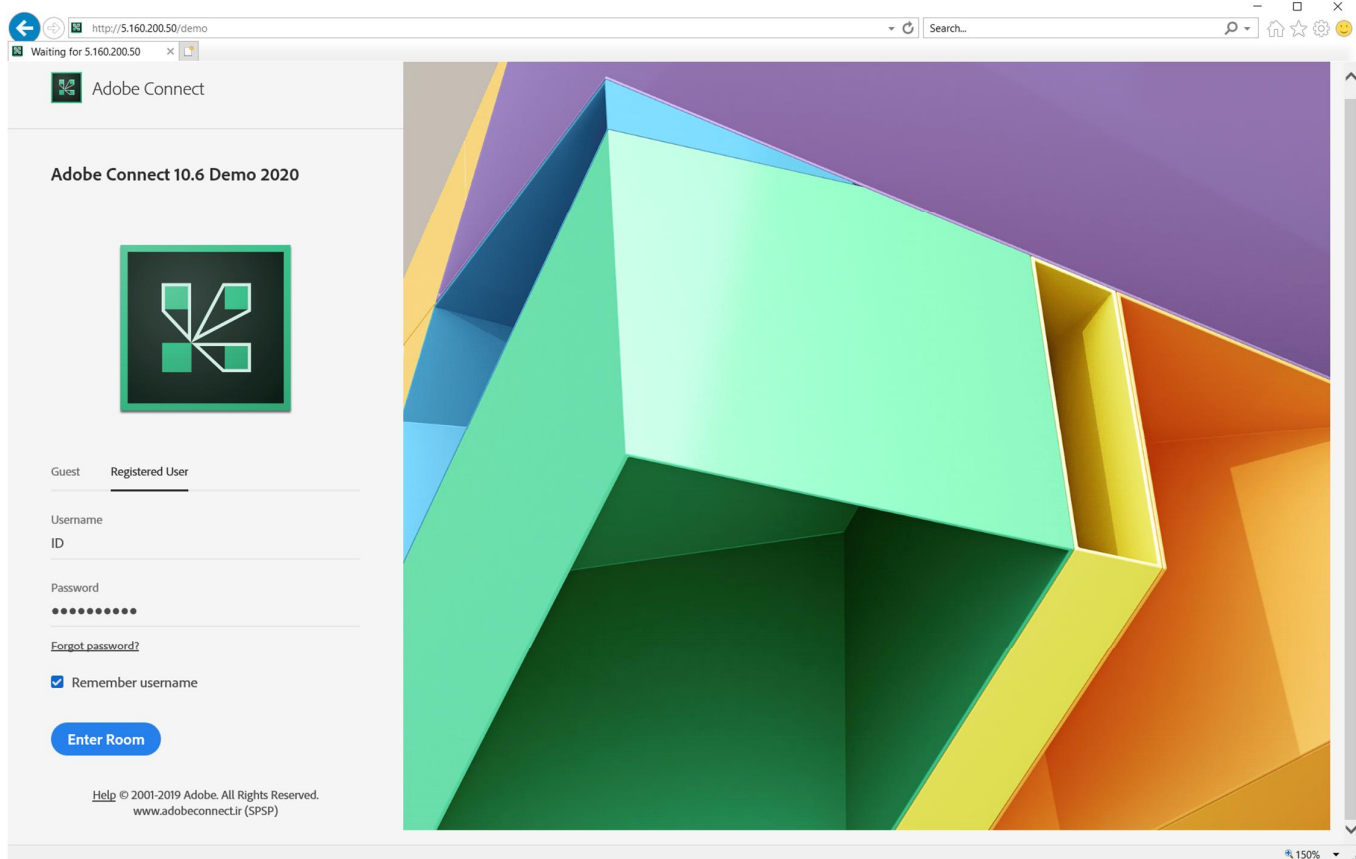 http://5.160.200.50/demo
Search...
Waiting for 5.160.200.50
Adobe Connect
Adobe Connect 10.6 Demo 2020
Guest Registered User
Username
ID
Password
Forgot password?
Remember username
Enter Room
Help © 2001-2019 Adobe. All Rights Reserved.
www.adobeconnect.ir (SPSP)
150%